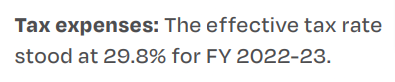 Tax expenses: The effective tax rate
stood at 29.8% for FY 2022-23.